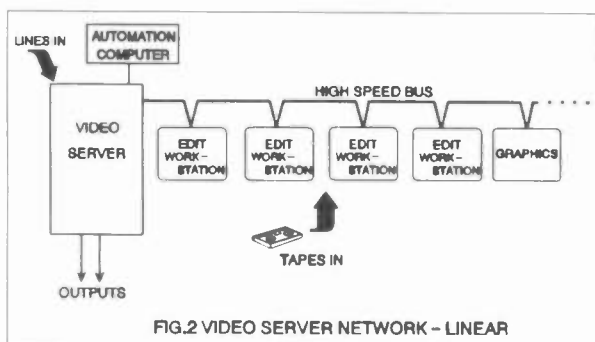 LINES IN
AUTOMATION
COMPUTER
HIGH SPEED BUS
VIDEO
SERVER
EDIT
WORK-
STATION
EDIT
WORK-
STATION
EDIT
WORK-
STATION
EDIT
WORK-
STATION
GRAPHICS
TAPES IN
OUTPUTS
FIG.2 VIDEO SERVER NETWORK - LINEAR